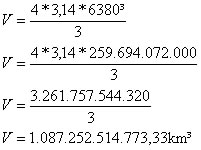 V = 4*3,14*6380³ / 3
V = 4*3,14*259.694.072.000 / 3
V = 3.261.757.544.320 / 3
V = 1.087.252.514.773,33km³